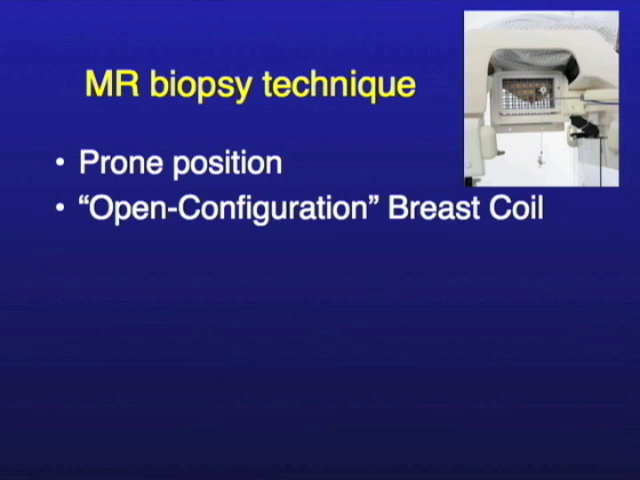 MR biopsy technique
• Prone position
• “Open-Configuration” Breast Coil